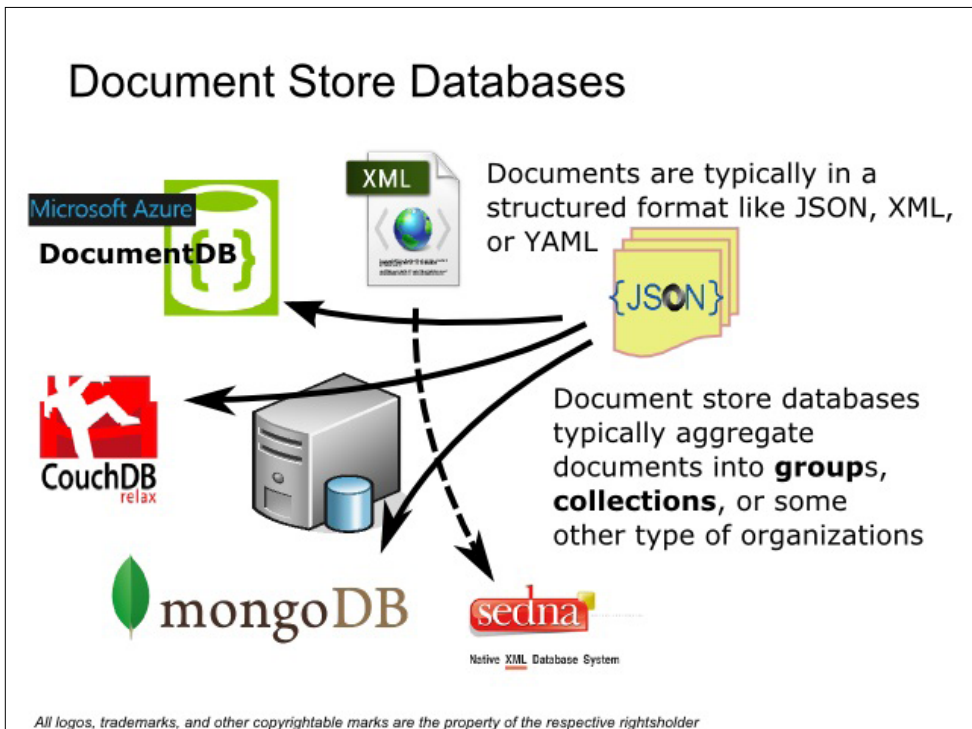 Document Store Databases
Microsoft Azure
DocumentDB
{ }
XML
Documents are typically in a
structured format like JSON, XML,
or YAML
{JSON}
CouchDB
relax
Document store databases
typically aggregate
documents into groups,
collections, or some
other type of organizations
mongoDB
sedna
Native XML Database System
All logos, trademarks, and other copyrightable marks are the property of the respective rightsholder